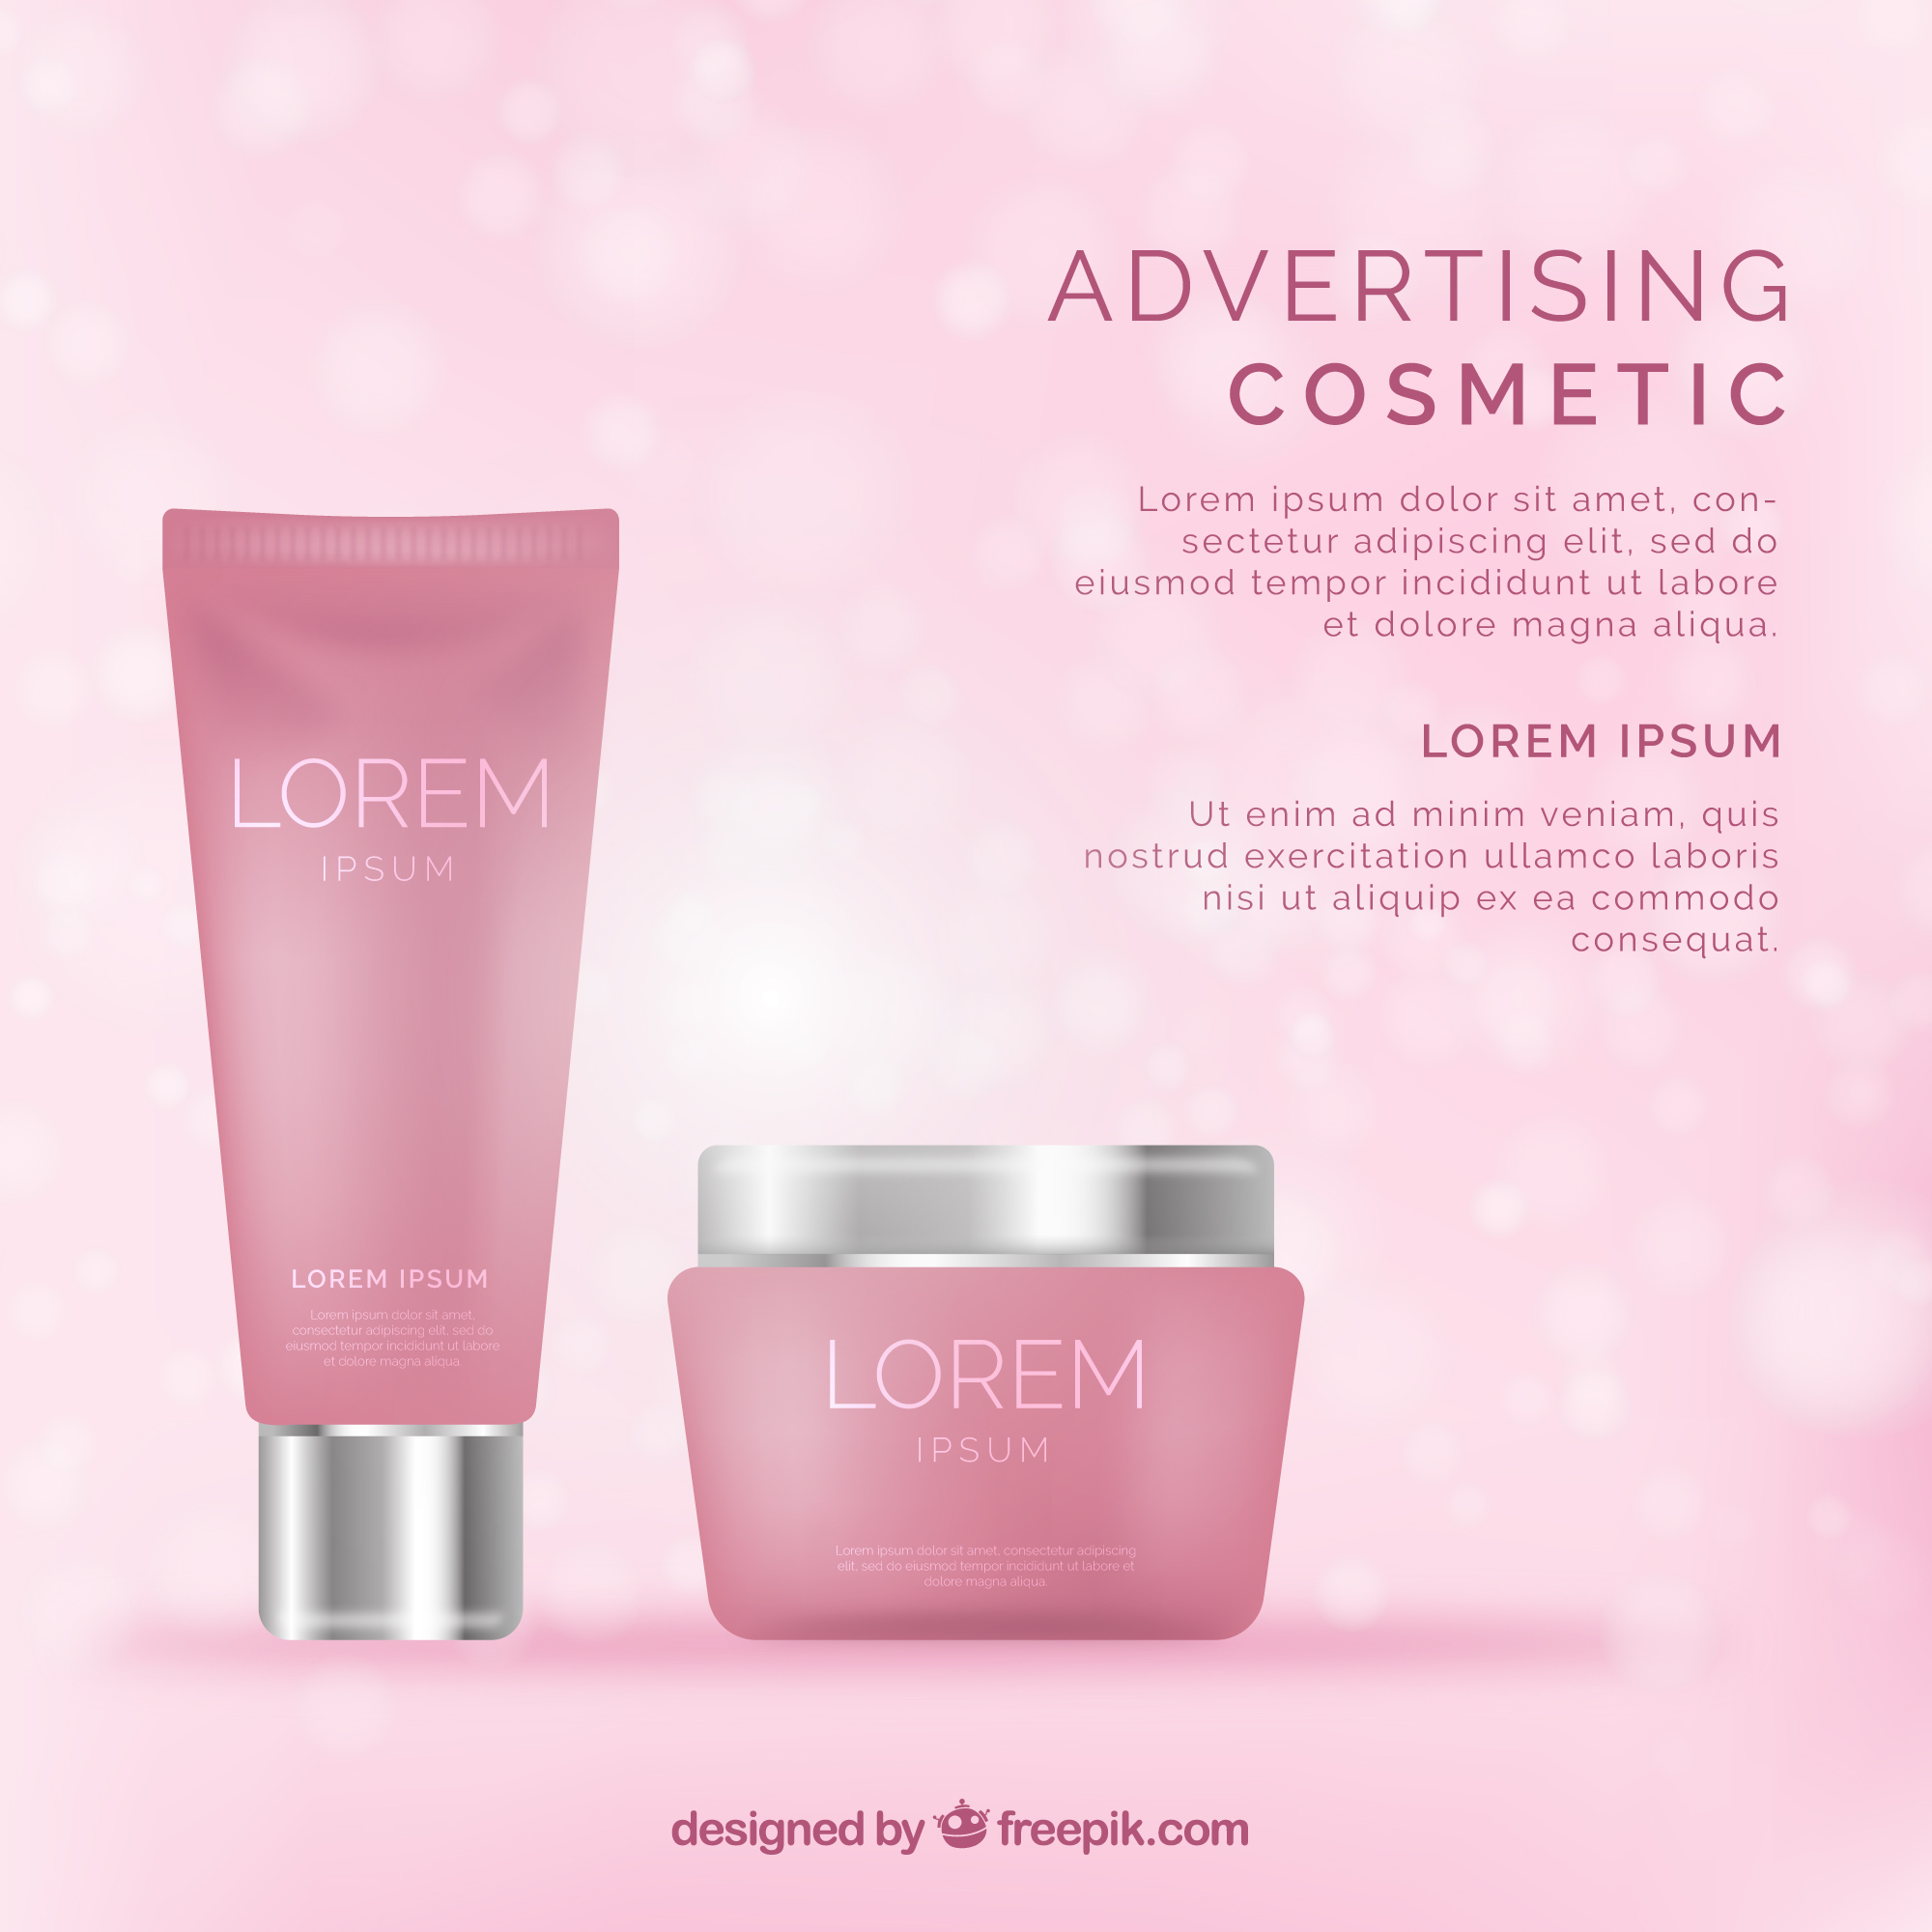 ADVERTISING
COSMETIC
Lorem ipsum dolor sit amet, con-
sectetur adipiscing elit, sed do
eiusmod tempor incididunt ut labore
et dolore magna aliqua.
LOREM IPSUM
Ut enim ad minim veniam, quis
nostrud exercitation ullamco laboris
nisi ut aliquip ex ea commodo
consequat.
LOREM
IPSUM
LOREM IPSUM
Lorem ipsum dolor sit amet,
consectetur adipiscing elit, sed do
eiusmod tempor incididunt ut labore
et dolore magna aliqua.
LOREM
IPSUM
Lorem ipsum dolor sit amet, consectetur adipiscing
elit, sed do eiusmod tempor incididunt ut labore et
dolore magna aliqua
designed by freepik.com